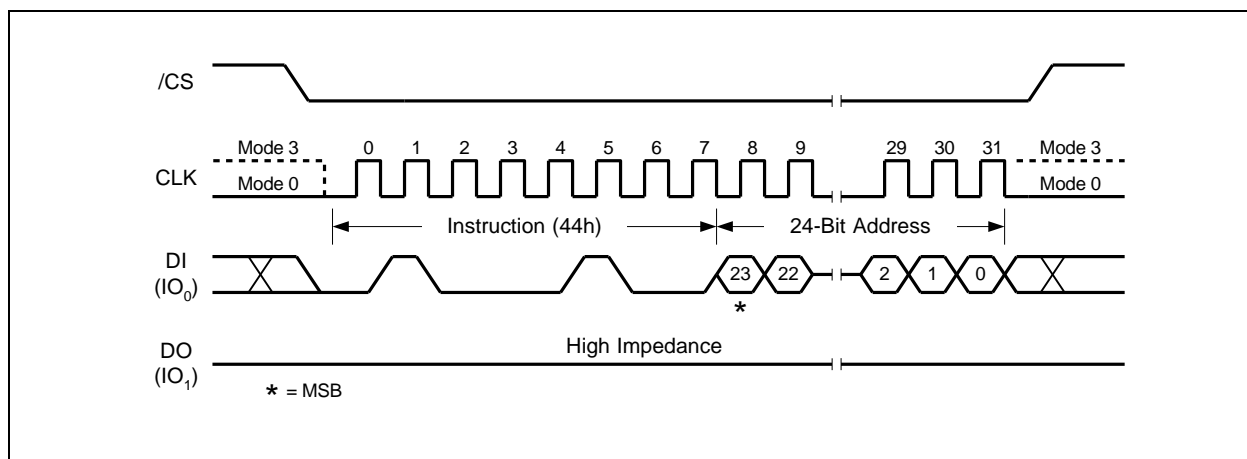 /CS
Mode 3 0 1 2 3 4 5 6 7 8 9 29 30 31 Mode 3
CLK Mode 0 Mode 0
Instruction (44h) 24-Bit Address
DI
(IO0) 23 22 2 1 0
*
High Impedance
DO
(IO1)
* = MSB